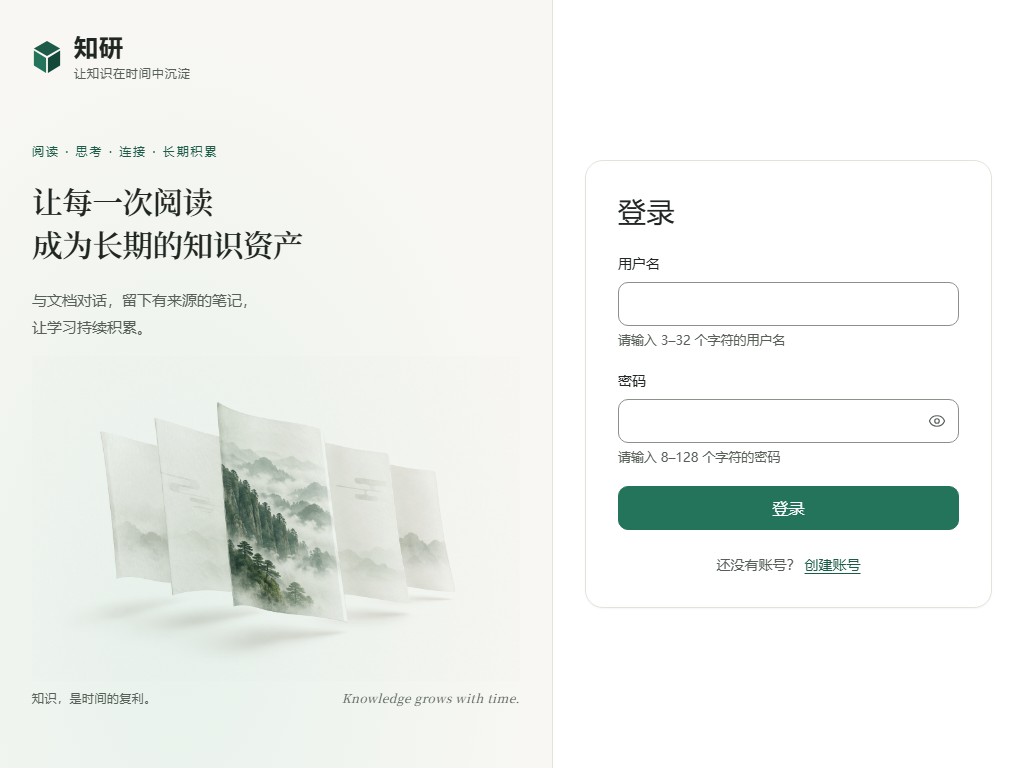 知研
让知识在时间中沉淀
阅读 · 思考 · 连接 · 长期积累
让每一次阅读
成为长期的知识资产
与文档对话，留下有来源的笔记，
让学习持续积累。
知识，是时间的复利。
Knowledge grows with time.
登录
用户名
请输入 3–32 个字符的用户名
密码
请输入 8–128 个字符的密码
登录
还没有账号？ 创建账号